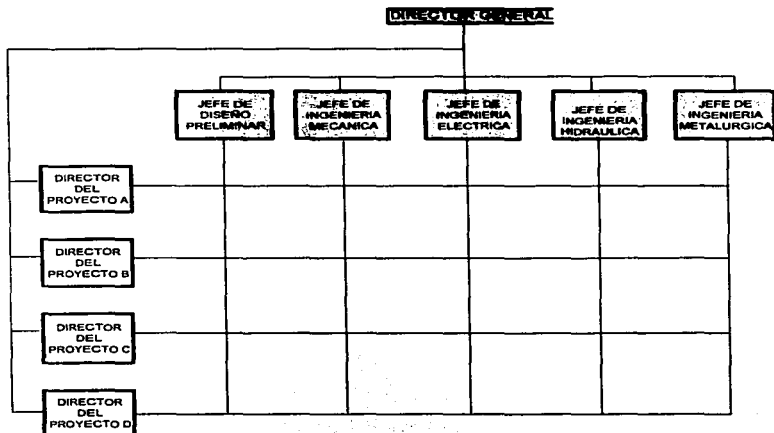 DIRECTOR GENERAL
JEFE DE
DISEÑO
PRELIMINAR
JEFE DE
INGENIERIA
MECANICA
JEFE DE
INGENIERIA
ELECTRICA
JEFE DE
INGENIERIA
HIDRAULICA
JEFE DE
INGENIERIA
METALURGICA
DIRECTOR
DEL
PROYECTO A
DIRECTOR
DEL
PROYECTO B
DIRECTOR
DEL
PROYECTO C
DIRECTOR
DEL
PROYECTO D